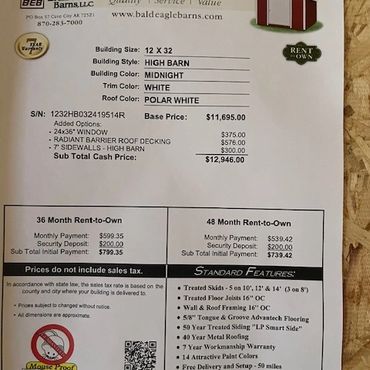 BEB
Barns, LLC
Quality | Service | Value
PO Box 57 Cave City AR 72521
870-283-7000
www.baldeaglebarns.com
7 YEAR Warranty
RENT to OWN
Building Size: 12 X 32
Building Style: HIGH BARN
Building Color: MIDNIGHT
Trim Color: WHITE
Roof Color: POLAR WHITE
S/N: 1232HB032419514R Base Price: $11,695.00
Added Options:
- 24x36" WINDOW $375.00
- RADIANT BARRIER ROOF DECKING $576.00
- 7' SIDEWALLS - HIGH BARN $300.00
Sub Total Cash Price: $12,946.00
36 Month Rent-to-Own
Monthly Payment: $599.35
Security Deposit: $200.00
Sub Total Initial Payment: $799.35
48 Month Rent-to-Own
Monthly Payment: $539.42
Security Deposit: $200.00
Sub Total Initial Payment: $739.42
Prices do not include sales tax.
In accordance with state law, the sales tax rate is based on the
county and city where your building is delivered to.
• Prices subject to changed without notice.
• All dimensions are approximate.
Mouse Proof
STANDARD FEATURES:
• Treated Skids - 5 on 10', 12' & 14' (3 on 8')
• Treated Floor Joists 16" OC
• Wall & Roof Framing 16" OC
• 5/8" Tongue & Groove Advantech Flooring
• 50 Year Treated Siding "LP Smart Side"
• 40 Year Metal Roofing
• 7 Year Workmanship Warranty
• 14 Attractive Paint Colors
• Free Delivery and Setup - 50 miles